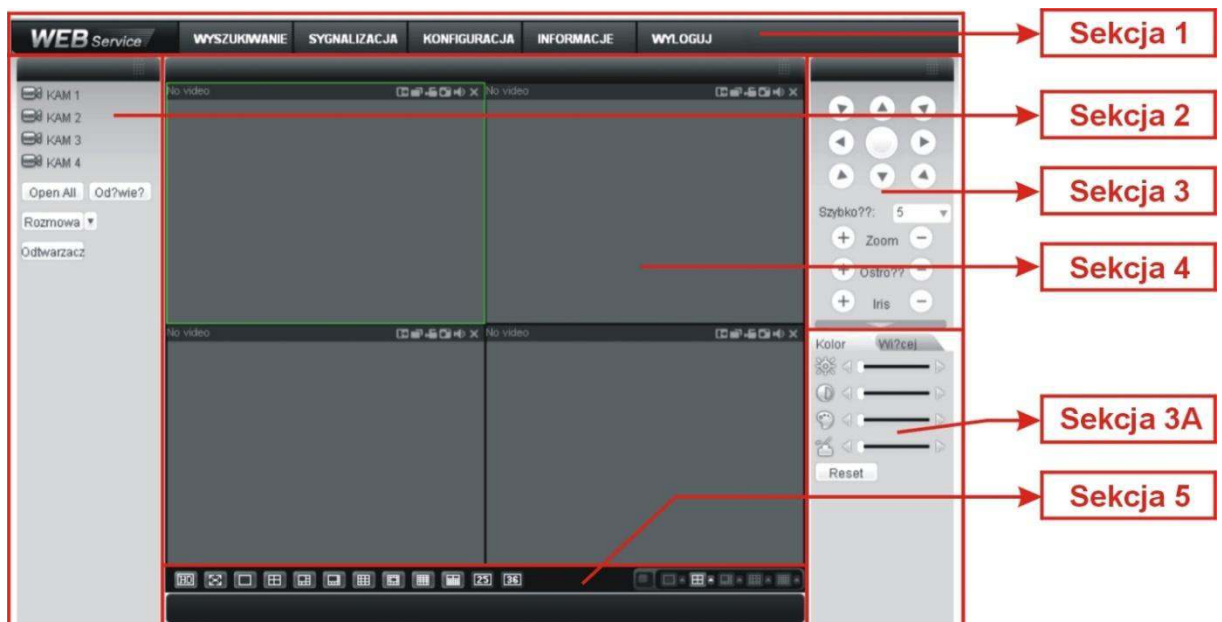 WEB Service
WYSZUKIWANIE SYGNALIZACJA KONFIGURACJA INFORMACJE WYLOGUJ
Sekcja 1
KAM 1
KAM 2
KAM 3
KAM 4
Open All Od?wie?
Rozmowa
Odtwarzacz
Sekcja 2
No video
No video
No video
No video
Szybko??: 5
Zoom
Ostro??
Iris
Sekcja 3
Sekcja 4
Kolor Wi?cej
Reset
Sekcja 3A
HQ
25 36
Sekcja 5